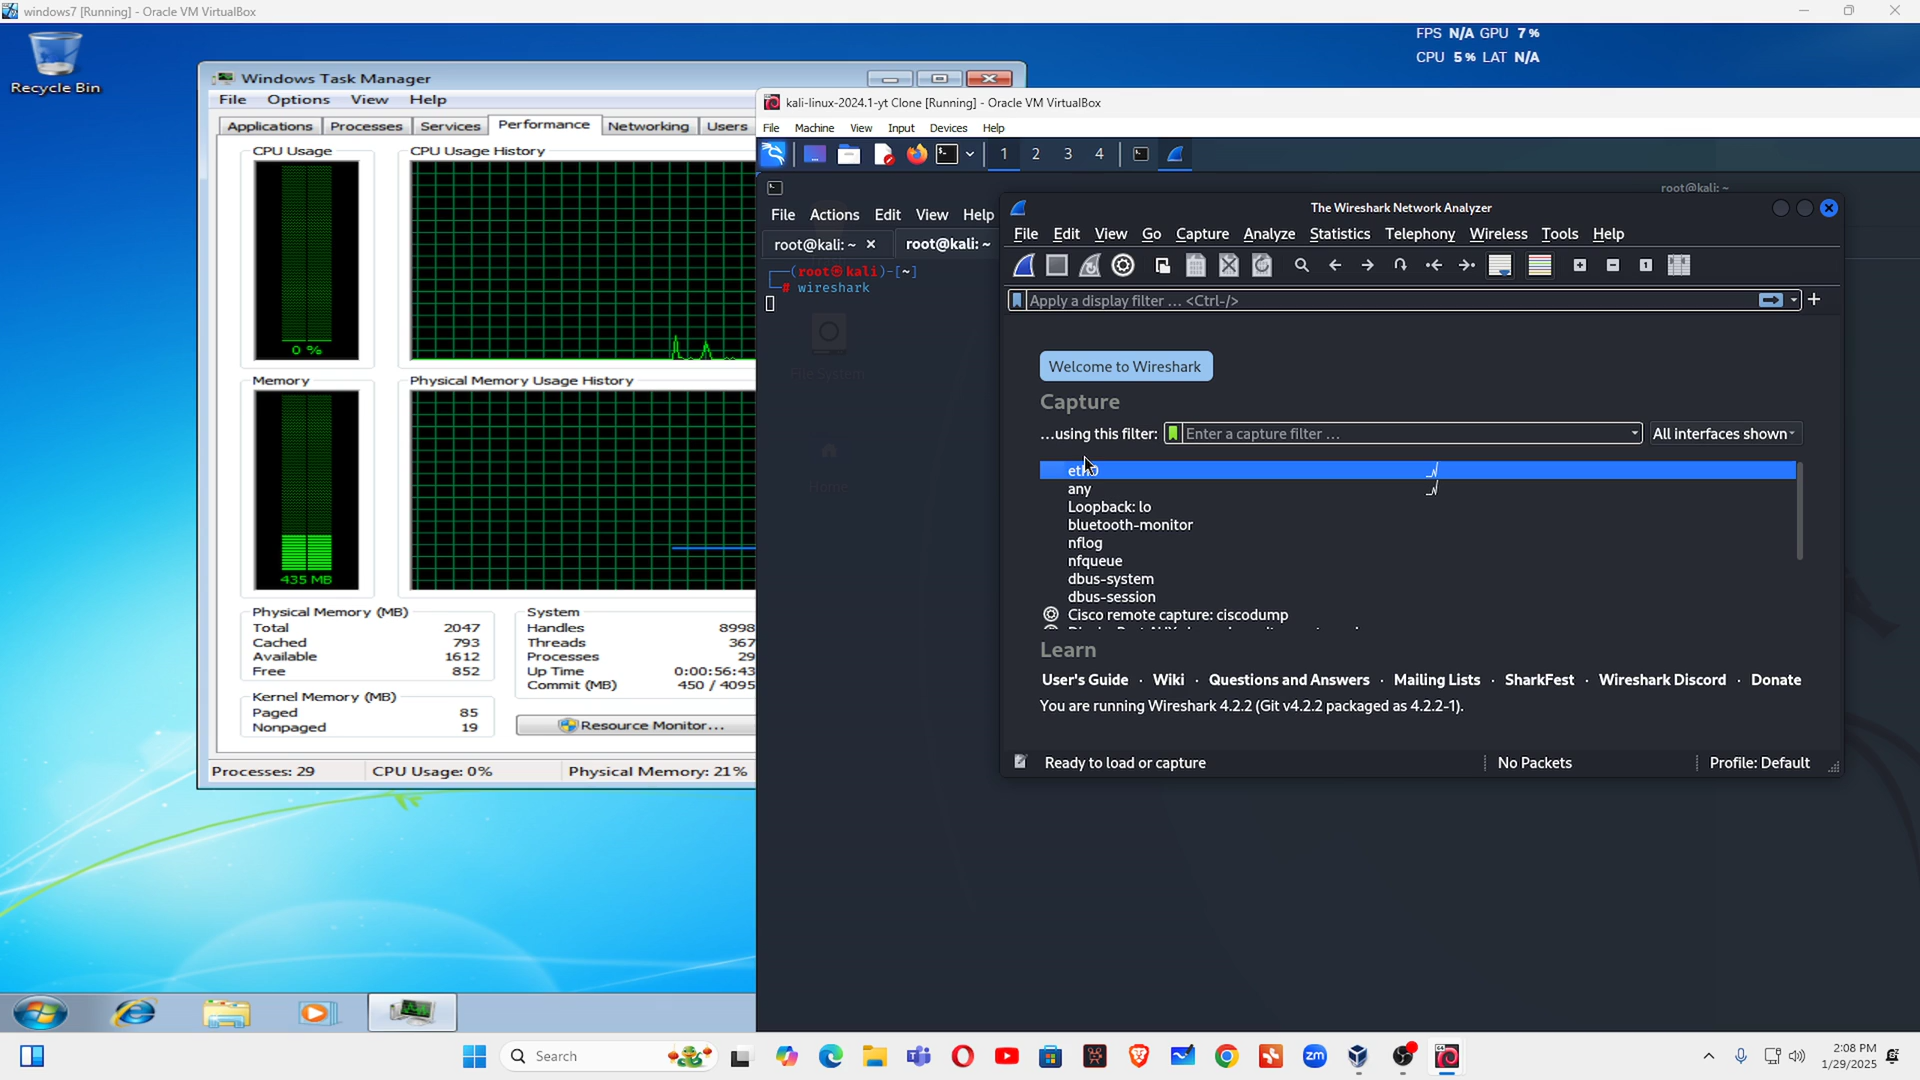 windows7 [Running] - Oracle VM VirtualBox
FPS N/A GPU 7 %
CPU 5 % LAT N/A
Recycle Bin
Windows Task Manager
File Options View Help
Applications Processes Services Performance Networking Users
CPU Usage
CPU Usage History
0 %
Memory
Physical Memory Usage History
435 MB
Physical Memory (MB)
Total 2047
Cached 793
Available 1612
Free 852
Kernel Memory (MB)
Paged 85
Nonpaged 19
System
Handles 8998
Threads 367
Processes 29
Up Time 0:00:56:43
Commit (MB) 450 / 4095
Resource Monitor...
Processes: 29 CPU Usage: 0% Physical Memory: 21%
kali-linux-2024.1-yt Clone [Running] - Oracle VM VirtualBox
File Machine View Input Devices Help
1 2 3 4
root@kali: ~
File Actions Edit View Help
root@kali: ~ × root@kali: ~
(root㉿kali)-[~]
# wireshark
File System
Home
The Wireshark Network Analyzer
File Edit View Go Capture Analyze Statistics Telephony Wireless Tools Help
Apply a display filter … <Ctrl-/>
Welcome to Wireshark
Capture
…using this filter: Enter a capture filter … All interfaces shown
eth0
any
Loopback: lo
bluetooth-monitor
nflog
nfqueue
dbus-system
dbus-session
Cisco remote capture: ciscodump
Learn
User's Guide · Wiki · Questions and Answers · Mailing Lists · SharkFest · Wireshark Discord · Donate
You are running Wireshark 4.2.2 (Git v4.2.2 packaged as 4.2.2-1).
Ready to load or capture No Packets Profile: Default
Search
2:08 PM
1/29/2025